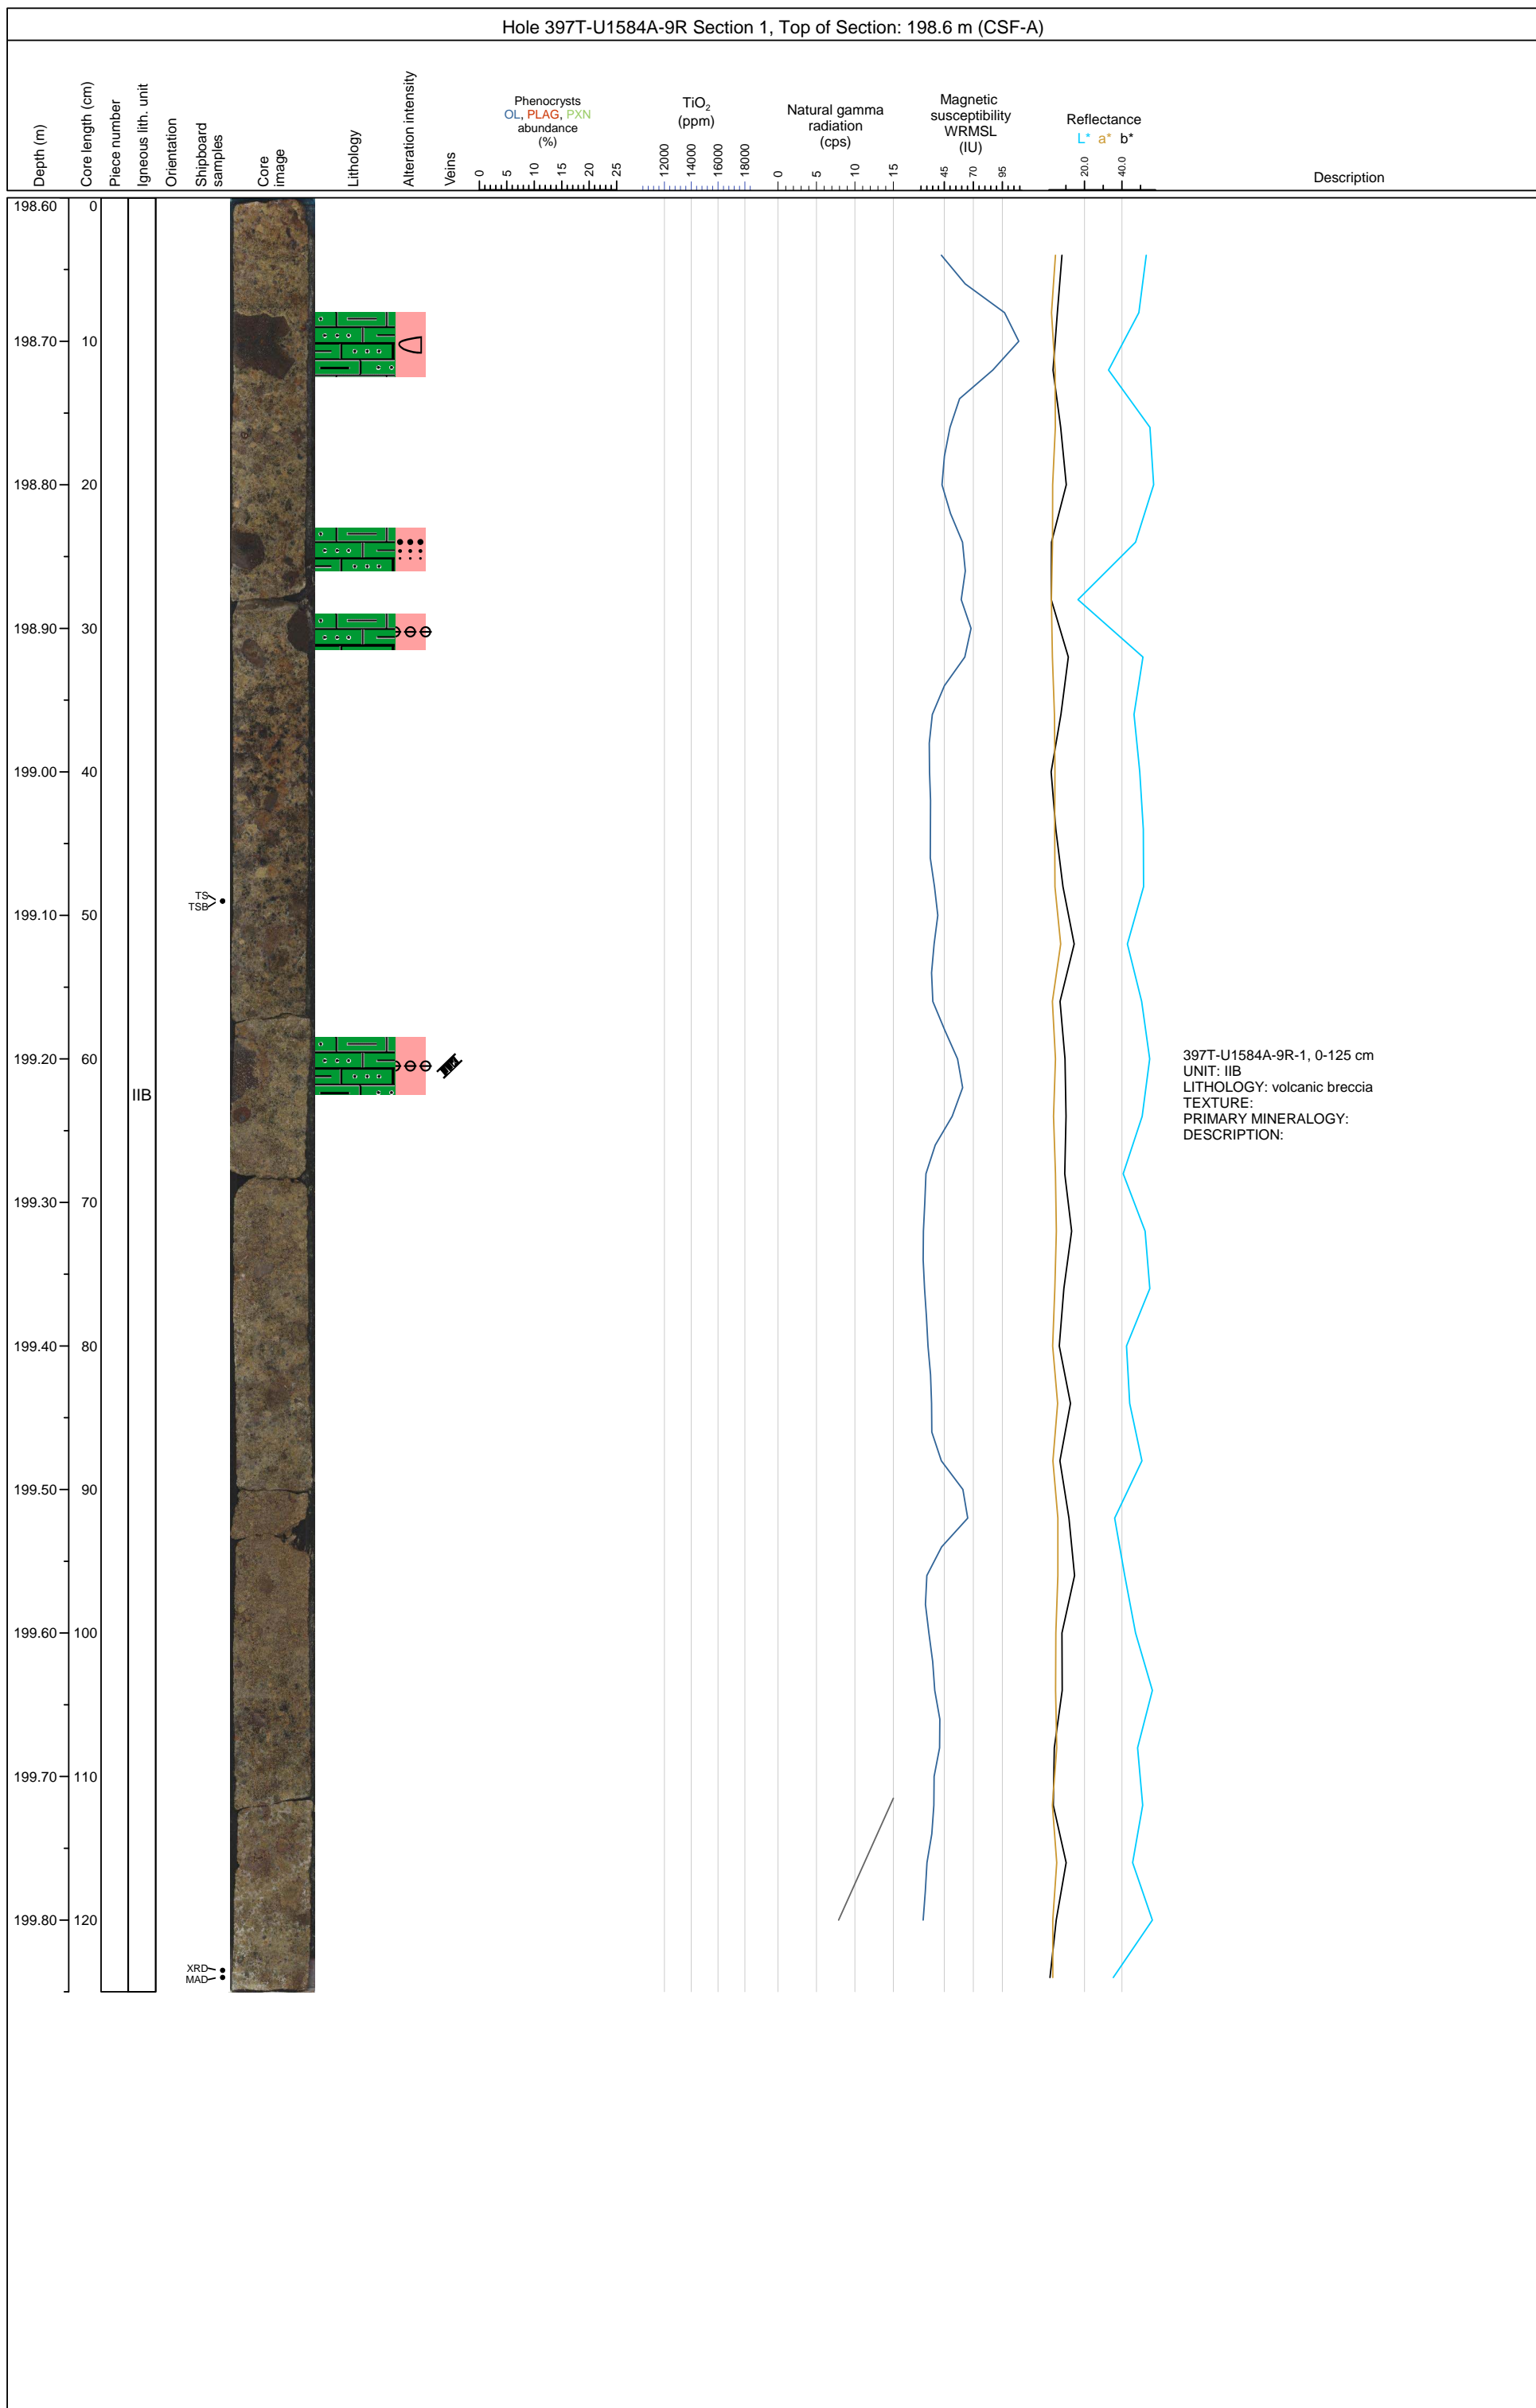 Hole 397T-U1584A-9R Section 1, Top of Section: 198.6 m (CSF-A)
Depth (m)
Core length (cm)
Piece number
Igneous lith. unit
Orientation
Shipboard
samples
Core
image
Lithology
Alteration intensity
Veins
Phenocrysts
OL, PLAG, PXN
abundance
(%)
0 5 10 15 20 25
TiO2
(ppm)
12000 14000 16000 18000
Natural gamma
radiation
(cps)
0 5 10 15
Magnetic
susceptibility
WRMSL
(IU)
45 70 95
Reflectance
L* a* b*
20.0 40.0
Description
198.60 0
198.70 10
198.80 20
198.90 30
199.00 40
TS
TSB
199.10 50
199.20 60
IIB
397T-U1584A-9R-1, 0-125 cm
UNIT: IIB
LITHOLOGY: volcanic breccia
TEXTURE:
PRIMARY MINERALOGY:
DESCRIPTION:
199.30 70
199.40 80
199.50 90
199.60 100
199.70 110
199.80 120
XRD
MAD